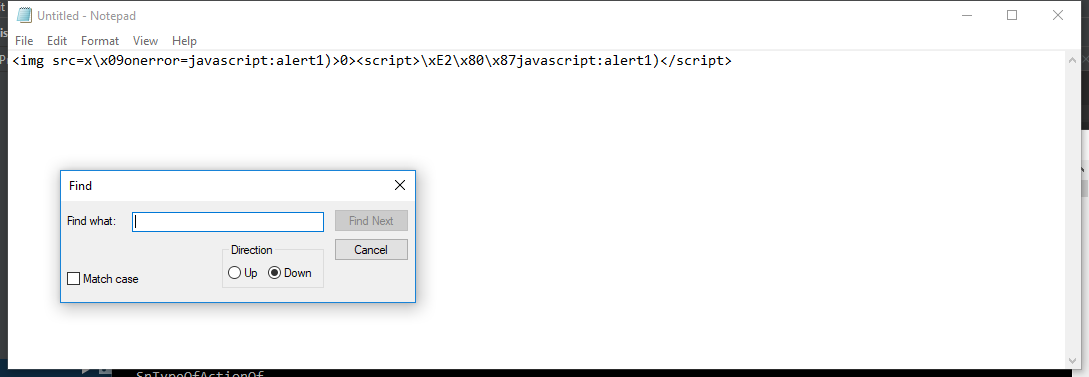 Untitled - Notepad
File Edit Format View Help
<img src=x\x09onerror=javascript:alert1)>0><script>\xE2\x80\x87javascript:alert1)</script>
Find
Find what: Find Next
Direction Cancel
Up Down
Match case
SnTypeOfActionOf